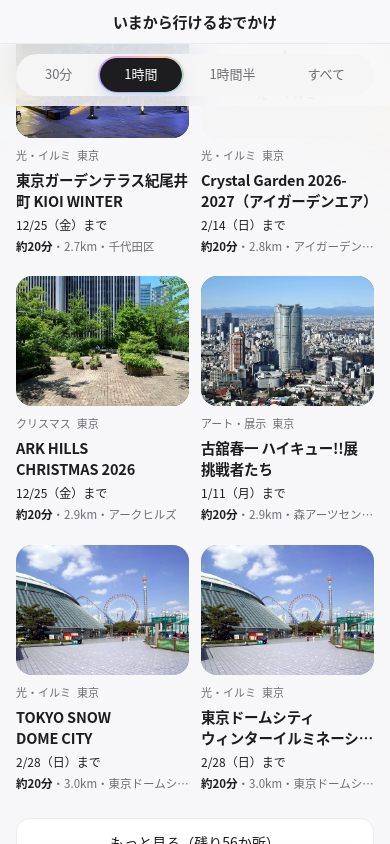 いまから行けるおでかけ
30分
1時間
1時間半
すべて
光・イルミ 東京
東京ガーデンテラス紀尾井
町 KIOI WINTER
12/25（金）まで
約20分・2.7km・千代田区
光・イルミ 東京
Crystal Garden 2026-
2027（アイガーデンエア）
2/14（日）まで
約20分・2.8km・アイガーデン…
クリスマス 東京
ARK HILLS
CHRISTMAS 2026
12/25（金）まで
約20分・2.9km・アークヒルズ
アート・展示 東京
古舘春一 ハイキュー!!展
挑戦者たち
1/11（月）まで
約20分・2.9km・森アーツセン…
光・イルミ 東京
TOKYO SNOW
DOME CITY
2/28（日）まで
約20分・3.0km・東京ドームシ…
光・イルミ 東京
東京ドームシティ
ウィンターイルミネーシ…
2/28（日）まで
約20分・3.0km・東京ドームシ…
もっと見る（残り56か所）